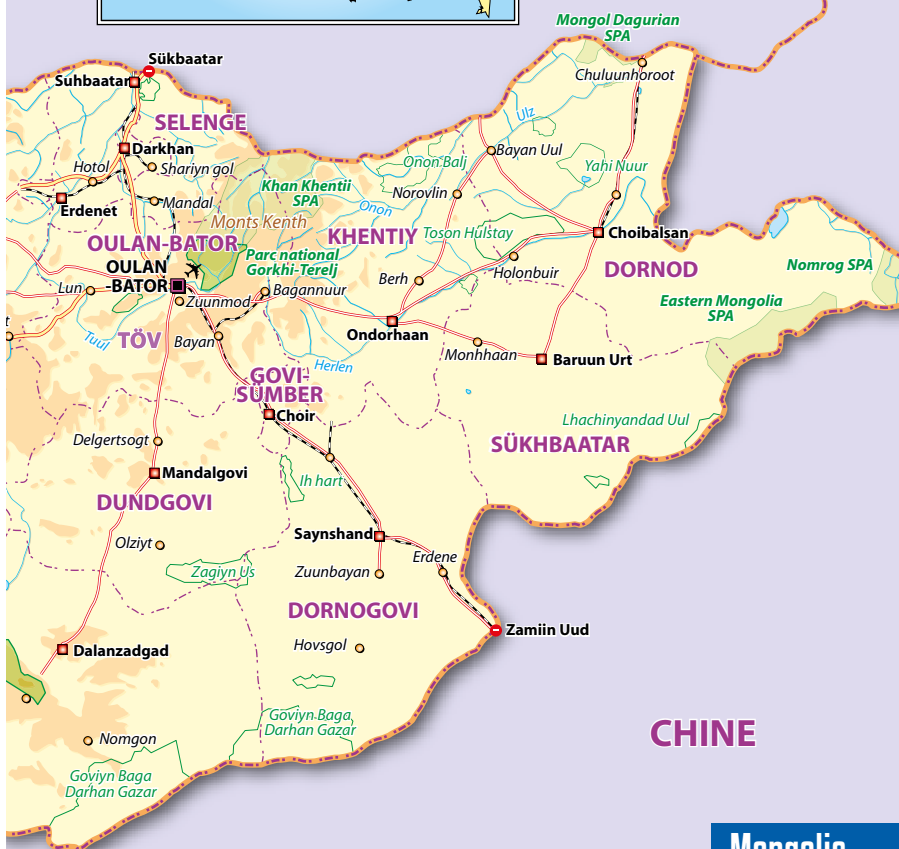 Mongol Dagurian
SPA
Sükbaatar
Suhbaatar
Chuluunhoroot
SELENGE
Ulz
Darkhan
Bayan Uul
Onon Balj
Yahi Nuur
Hotol
Shariyn gol
Khan Khentii
SPA
Norovlin
Mandal
Onon
Erdenet
Monts Kenth
KHENTIY
Toson Hulstay
Choibalsan
OULAN-BATOR
Parc national
Gorkhi-Terelj
OULAN
-BATOR
Holonbuir
DORNOD
Nomrog SPA
Berh
Lun
Zuunmod
Bagannuur
Eastern Mongolia
SPA
t
Tuul
TÖV
Bayan
Ondorhaan
Monhhaan
Baruun Urt
Herlen
GOVI-
SUMBER
Choir
Lhachinyandad Uul
Delgertsogt
SÜKHBAATAR
Mandalgovi
Ih hart
DUNDGOVI
Saynshand
Olziyt
Erdene
Zagiyn Us
Zuunbayan
DORNOGOVI
Zamiin Uud
Hovsgol
Dalanzadgad
Goviyn Baga
Darhan Gazar
CHINE
Nomgon
Goviyn Baga
Darhan Gazar
Mongolie